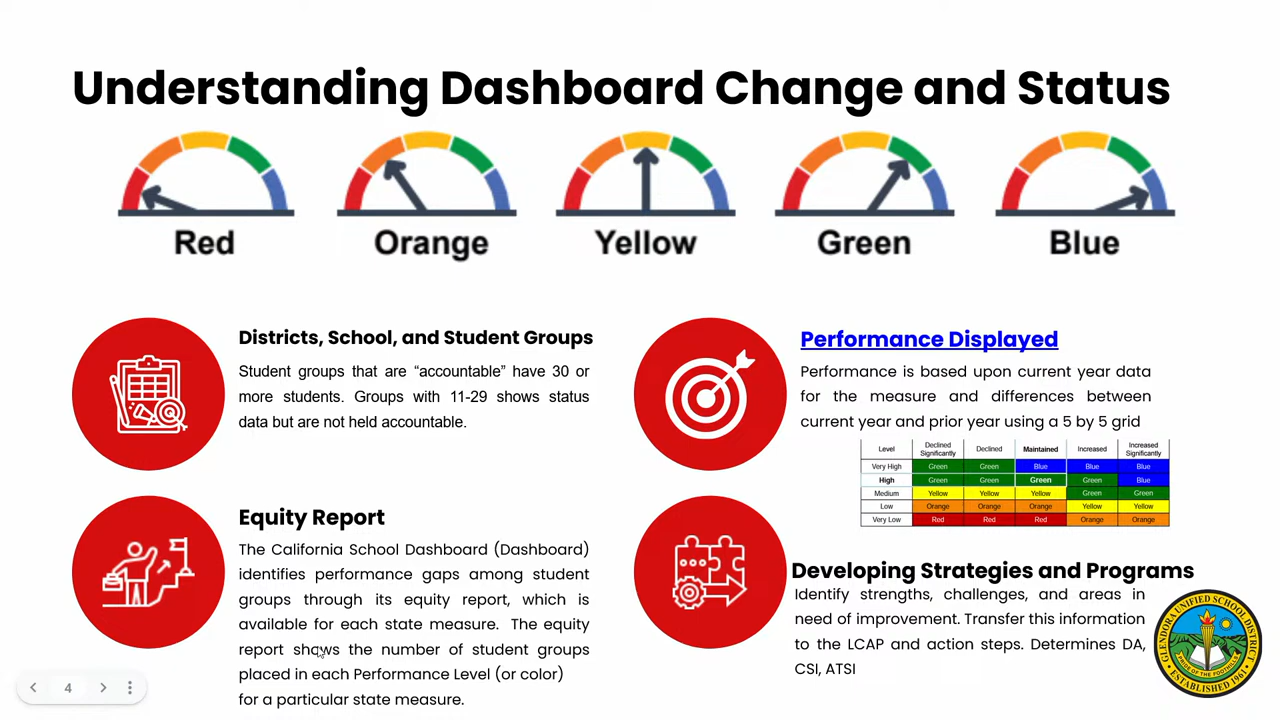 Understanding Dashboard Change and Status
Red
Orange
Yellow
Green
Blue
Districts, School, and Student Groups
Student groups that are “accountable” have 30 or
more students. Groups with 11-29 shows status
data but are not held accountable.
Performance Displayed
Performance is based upon current year data
for the measure and differences between
current year and prior year using a 5 by 5 grid
Level Declined Significantly Declined Maintained Increased Increased Significantly
Very High Green Green Blue Blue Blue
High Green Green Green Green Blue
Medium Yellow Yellow Yellow Green Green
Low Orange Orange Orange Yellow Yellow
Very Low Red Red Red Orange Orange
Equity Report
The California School Dashboard (Dashboard)
identifies performance gaps among student
groups through its equity report, which is
available for each state measure. The equity
report shows the number of student groups
placed in each Performance Level (or color)
for a particular state measure.
Developing Strategies and Programs
Identify strengths, challenges, and areas in
need of improvement. Transfer this information
to the LCAP and action steps. Determines DA,
CSI, ATSI
GLENDORA UNIFIED SCHOOL DISTRICT
PRIDE OF THE FOOTHILLS
ESTABLISHED 1961
4